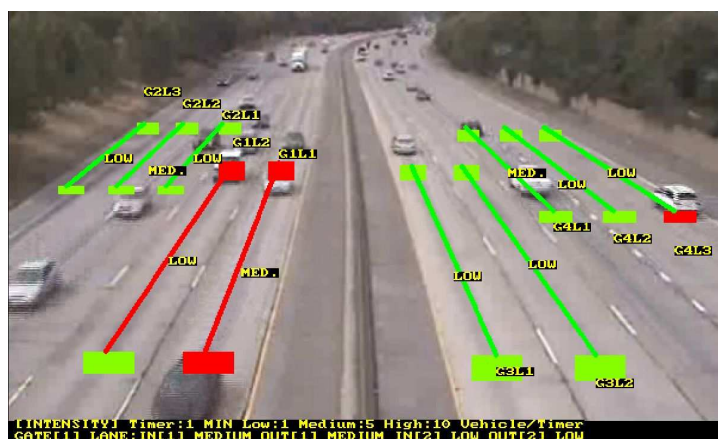 G2L3
G2L2
G2L1
G1L2
G1L1
LOW
MED.
LOW
MED.
LOW
LOW
G4L1
G4L2
G4L3
LOW
MED.
LOW
LOW
G3L1
G3L2
[INTENSITY] Timer:1 MIN Low:1 Medium:5 High:10 Vehicle/Timer
GATE[1] LANE:IN[1] MEDIUM OUT[1] MEDIUM IN[2] LOW OUT[2] LOW